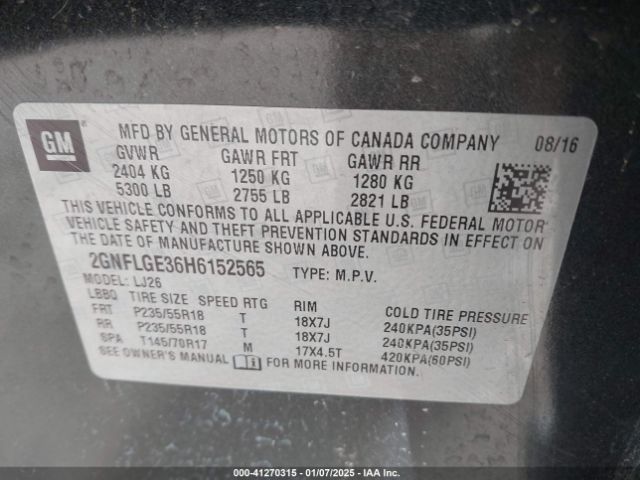 GM
MFD BY GENERAL MOTORS OF CANADA COMPANY 08/16
GVWR GAWR FRT GAWR RR
2404 KG 1250 KG 1280 KG
5300 LB 2755 LB 2821 LB
THIS VEHICLE CONFORMS TO ALL APPLICABLE U.S. FEDERAL MOTOR
VEHICLE SAFETY AND THEFT PREVENTION STANDARDS IN EFFECT ON
THE DATE OF MANUFACTURE SHOWN ABOVE.
2GNFLGE36H6152565 TYPE: M.P.V.
MODEL: LJ26
LBBQ TIRE SIZE SPEED RTG RIM COLD TIRE PRESSURE
FRT P235/55R18 T 18X7J 240KPA(35PSI)
RR P235/55R18 T 18X7J 240KPA(35PSI)
SPA T145/70R17 M 17X4.5T 420KPA(60PSI)
SEE OWNER'S MANUAL FOR MORE INFORMATION.
000-41270315 - 01/07/2025 - IAA Inc.